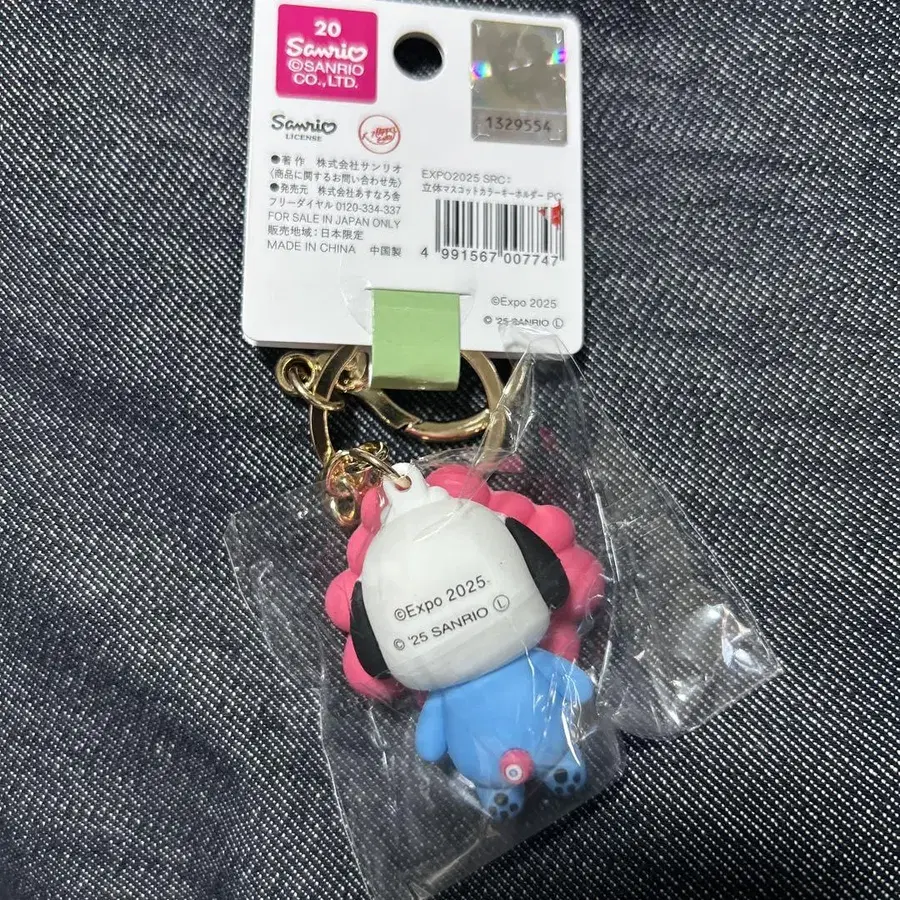 20
Sanrio
©SANRIO
CO.,LTD.
1329554
Sanrio
LICENSE
●著作 株式会社サンリオ
〈商品に関するお問い合わせ先〉
●発売元 株式会社あすなろ舎
フリーダイヤル 0120-334-337
FOR SALE IN JAPAN ONLY
販売地域:日本限定
MADE IN CHINA 中国製
EXPO2025 SRC:
立体マスコットカラーキーホルダー PC
4 991567 007747
©Expo 2025
© '25 SANRIO Ⓛ
©Expo 2025
© '25 SANRIO Ⓛ